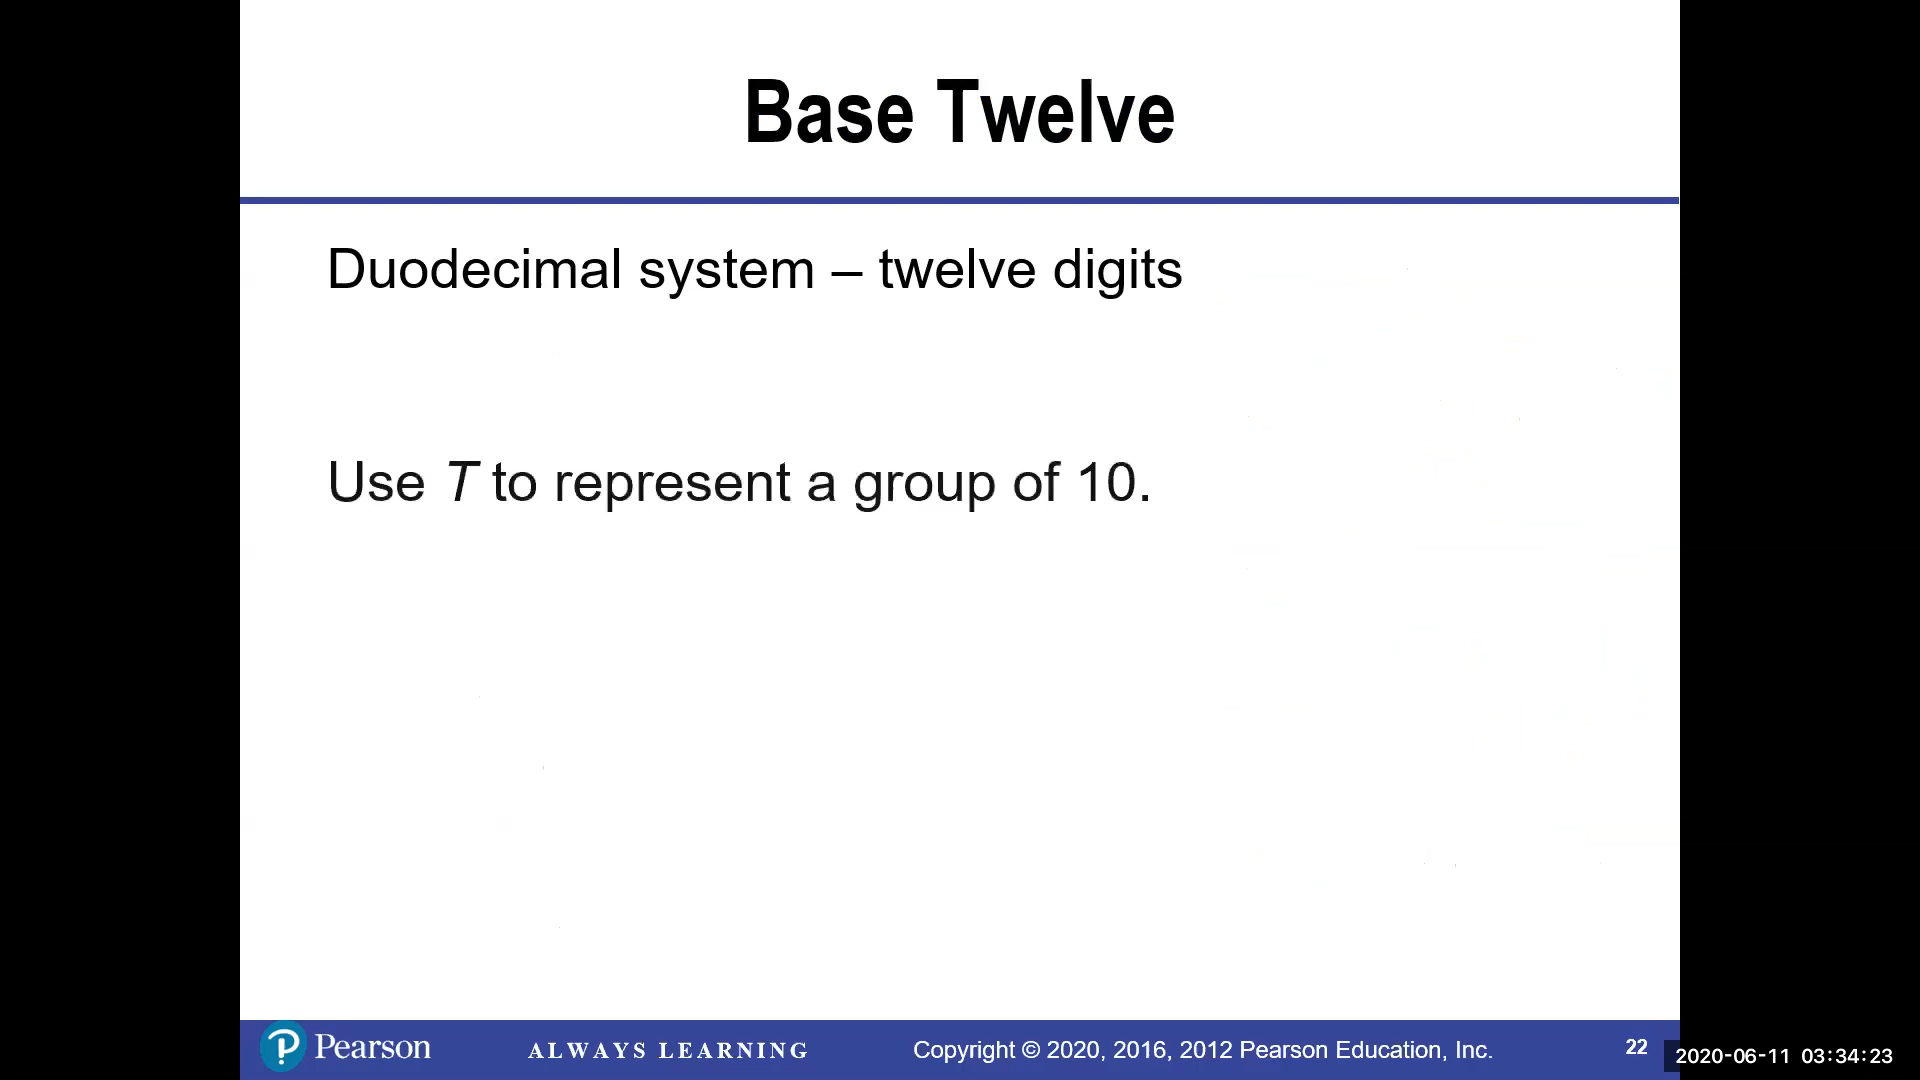 Base Twelve
Duodecimal system – twelve digits
Use T to represent a group of 10.
Pearson
ALWAYS LEARNING
Copyright © 2020, 2016, 2012 Pearson Education, Inc.
22
2020-06-11 03:34:23